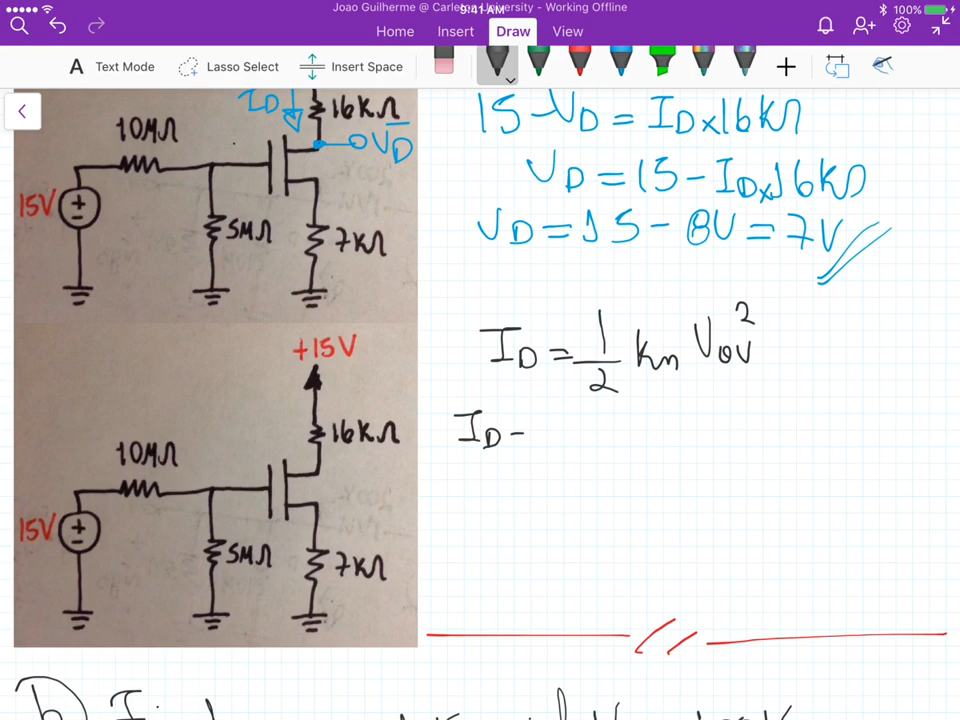 Joao Guilherme @ Carleton University - Working Offline
9:41 AM
100%
Home Insert Draw View
Text Mode Lasso Select Insert Space
ID
16KΩ
10MΩ
VD
15V
5MΩ
7KΩ
15 - VD = ID x 16KΩ
VD = 15 - ID x 16KΩ
VD = 15 - 8V = 7V
+15V
16KΩ
10MΩ
15V
5MΩ
7KΩ
ID = 1/2 kn Vov²
ID -
b)